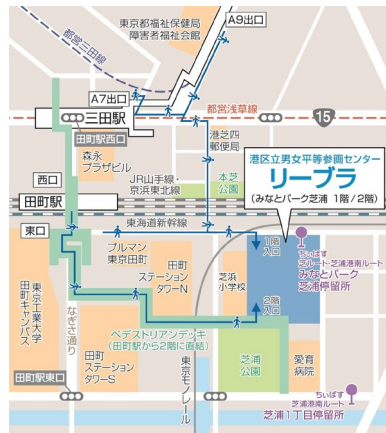 東京都福祉保健局
障害者福祉会館
A9出口
都営三田線
A7出口
都営浅草線
15
三田駅
田町駅西口
港芝四
郵便局
森永
プラザビル
港区立男女平等参画センター
リーブラ
(みなとパーク芝浦 1階/2階)
西口
JR山手線・
京浜東北線
本芝
公園
田町駅
東海道新幹線
東口
プルマン
東京田町
1階
入口
ちぃばす
芝ルート・芝浦港南ルート
みなとパーク
芝浦停留所
田町
ステーション
タワーN
芝浜
小学校
2階
入口
東京工業大学
田町キャンパス
なぎさ通り
ペデストリアンデッキ
(田町駅から2階に直結)
田町
ステーション
タワーS
東京モノレール
芝浦
公園
愛育
病院
田町駅東口
ちぃばす
芝浦港南ルート
芝浦1丁目停留所